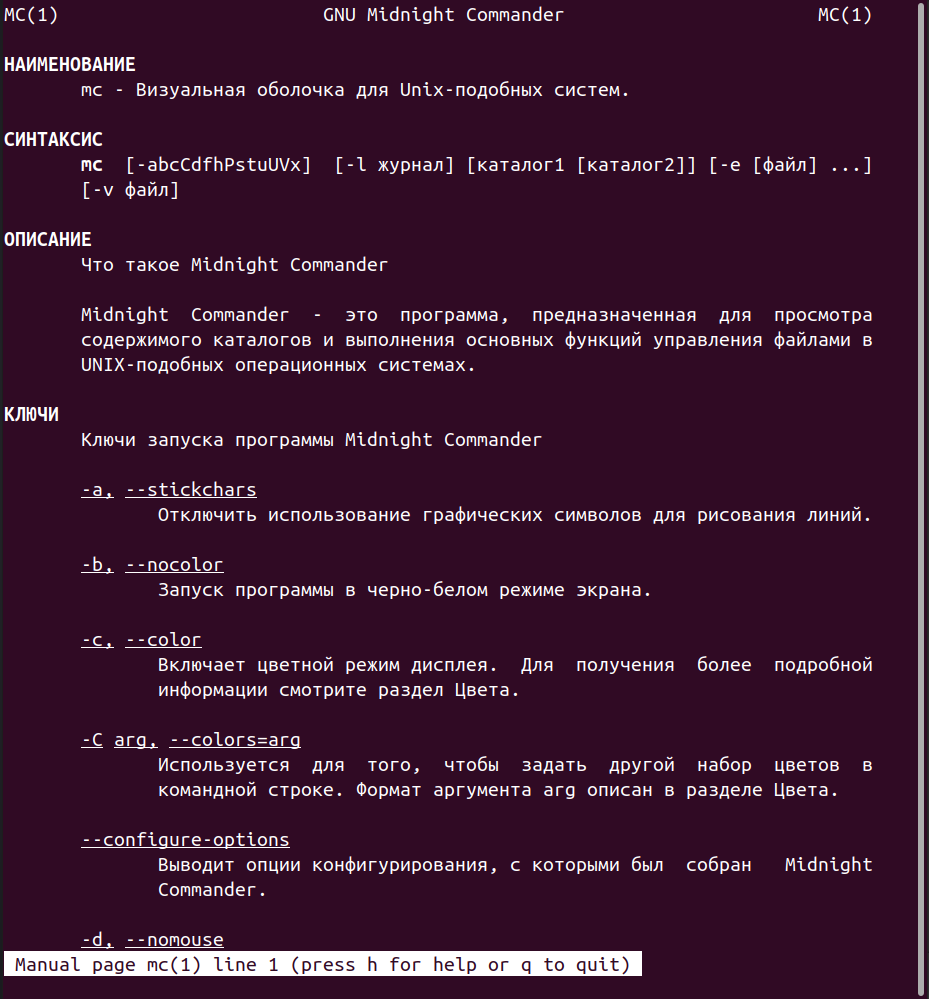 MC(1) GNU Midnight Commander MC(1)
НАИМЕНОВАНИЕ
mc - Визуальная оболочка для Unix-подобных систем.
СИНТАКСИС
mc [-abcCdfhPstuUVx] [-l журнал] [каталог1 [каталог2]] [-e [файл] ...]
[-v файл]
ОПИСАНИЕ
Что такое Midnight Commander
Midnight Commander - это программа, предназначенная для просмотра
содержимого каталогов и выполнения основных функций управления файлами в
UNIX-подобных операционных системах.
КЛЮЧИ
Ключи запуска программы Midnight Commander
-a, --stickchars
Отключить использование графических символов для рисования линий.
-b, --nocolor
Запуск программы в черно-белом режиме экрана.
-c, --color
Включает цветной режим дисплея. Для получения более подробной
информации смотрите раздел Цвета.
-C arg, --colors=arg
Используется для того, чтобы задать другой набор цветов в
командной строке. Формат аргумента arg описан в разделе Цвета.
--configure-options
Выводит опции конфигурирования, с которыми был собран Midnight
Commander.
-d, --nomouse
Manual page mc(1) line 1 (press h for help or q to quit)